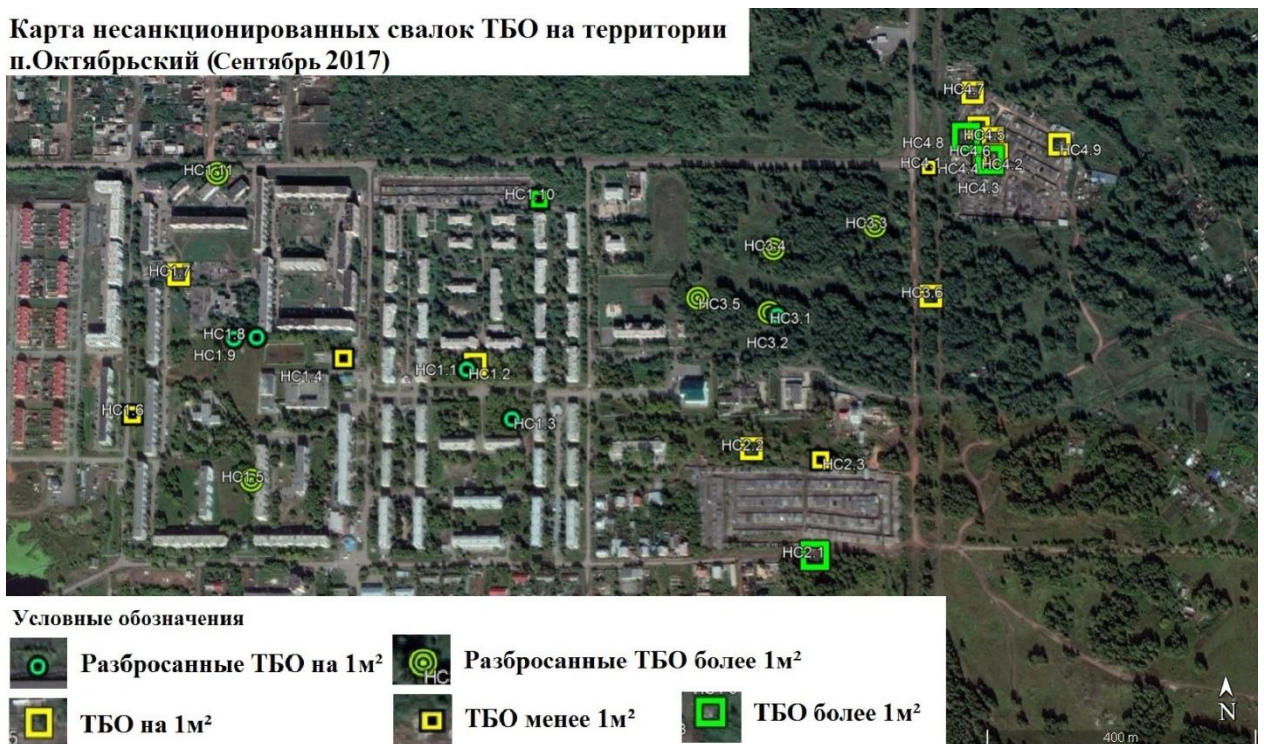 Карта несанкционированных свалок ТБО на территории
п.Октябрьский (Сентябрь 2017)
НС4.7
НС4.5
НС4.8
НС4.6
НС4.9
НС4.1
НС4.4
НС4.2
НС4.3
НС1.11
НС1.10
НС3.3
НС3.4
НС1.7
НС3.5
НС3.6
НС3.1
НС1.8
НС3.2
НС1.9
НС1.4
НС1.1
НС1.2
НС1.6
НС1.3
НС2.2
НС2.3
НС1.5
НС2.1
Условные обозначения
Разбросанные ТБО на 1м²
НС
Разбросанные ТБО более 1м²
ТБО на 1м²
ТБО менее 1м²
ТБО более 1м²
N
400 m